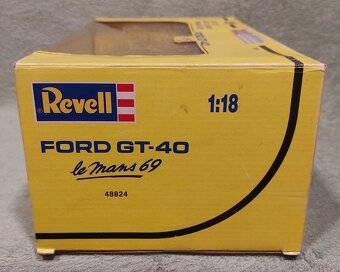 Revell
1:18
FORD GT-40
le Mans 69
48824